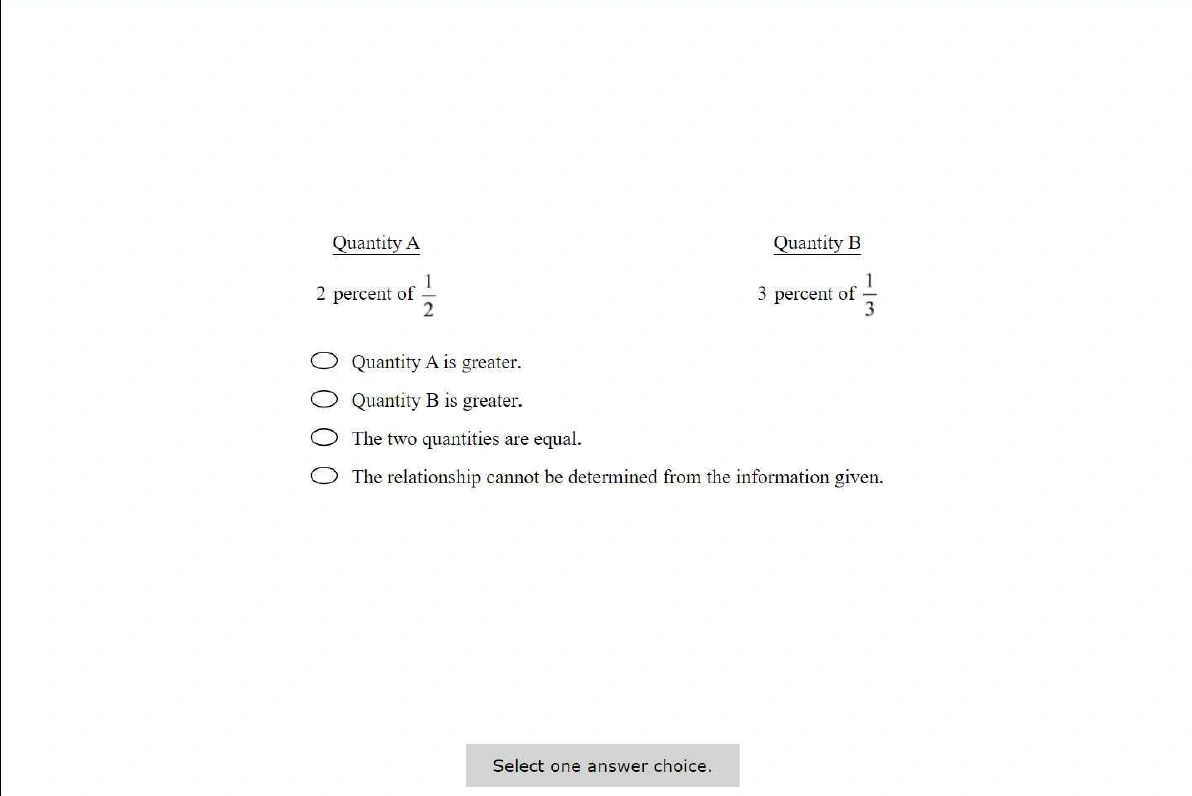 Quantity A Quantity B
2 percent of 1/2 3 percent of 1/3
Quantity A is greater.
Quantity B is greater.
The two quantities are equal.
The relationship cannot be determined from the information given.
Select one answer choice.